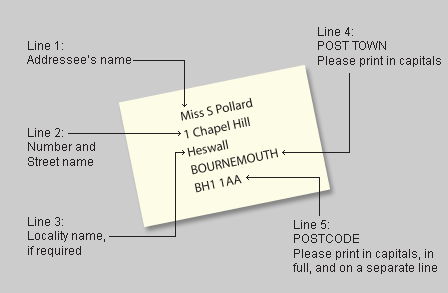 Line 1:
Addressee's name
Line 4:
POST TOWN
Please print in capitals
Miss S Pollard
1 Chapel Hill
Heswall
BOURNEMOUTH
BH1 1AA
Line 2:
Number and
Street name
Line 3:
Locality name,
if required
Line 5:
POSTCODE
Please print in capitals, in
full, and on a separate line